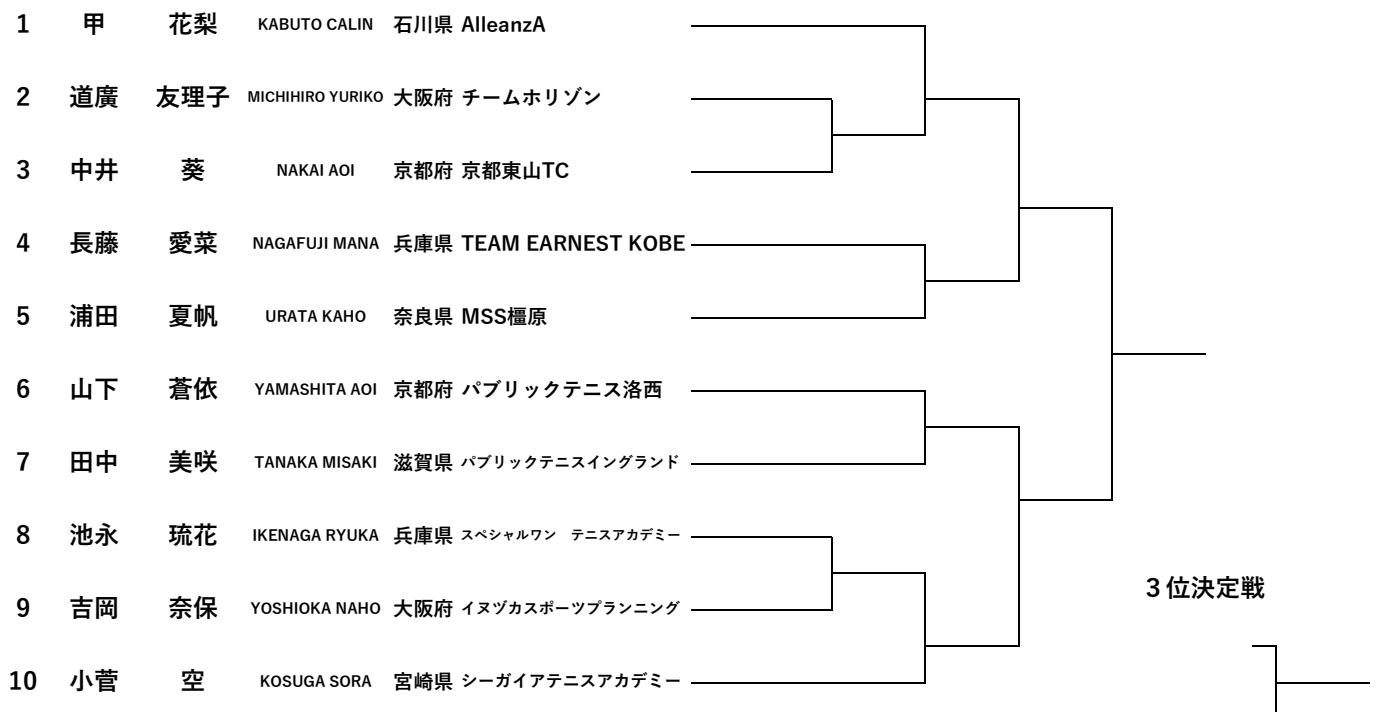 1 甲 花梨 KABUTO CALIN 石川県 AlleanzA
2 道廣 友理子 MICHIHIRO YURIKO 大阪府 チームホリゾン
3 中井 葵 NAKAI AOI 京都府 京都東山TC
4 長藤 愛菜 NAGAFUJI MANA 兵庫県 TEAM EARNEST KOBE
5 浦田 夏帆 URATA KAHO 奈良県 MSS橿原
6 山下 蒼依 YAMASHITA AOI 京都府 パブリックテニス洛西
7 田中 美咲 TANAKA MISAKI 滋賀県 パブリックテニスイングランド
8 池永 琉花 IKENAGA RYUKA 兵庫県 スペシャルワン　テニスアカデミー
3位決定戦
9 吉岡 奈保 YOSHIOKA NAHO 大阪府 イヌヅカスポーツプランニング
10 小菅 空 KOSUGA SORA 宮崎県 シーガイアテニスアカデミー